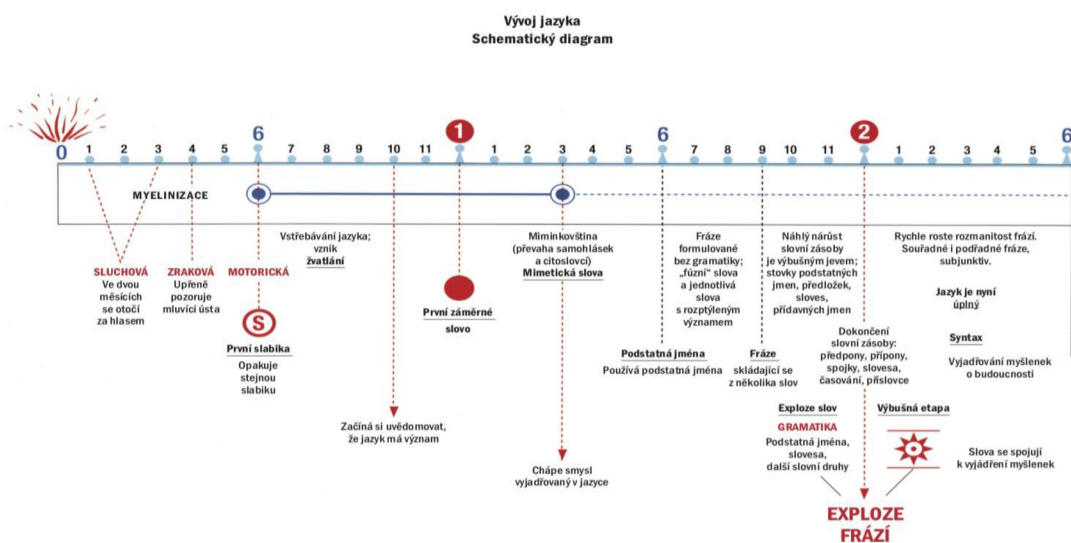 Vývoj jazyka
Schematický diagram
0 1 2 3 4 5 6 7 8 9 10 11 1 1 2 3 4 5 6 7 8 9 10 11 2 1 2 3 4 5 6
MYELINIZACE
SLUCHOVÁ
Ve dvou
měsících
se otočí
za hlasem
ZRAKOVÁ
Upřeně
pozoruje
mluvící ústa
MOTORICKÁ
S
První slabika
Opakuje
stejnou
slabiku
Vstřebávání jazyka;
vznik
žvatlání
Začíná si uvědomovat,
že jazyk má význam
První záměrné
slovo
Miminkovština
(převaha samohlásek
a citoslovcí)
Mimetická slova
Chápe smysl
vyjadřovaný v jazyce
Podstatná jména
Používá podstatná jména
Fráze
formulované
bez gramatiky;
„fúzní“ slova
a jednotlivá
slova
s rozptýleným
významem
Fráze
skládající se
z několika slov
Náhlý nárůst
slovní zásoby
je výbušným jevem;
stovky podstatných
jmen, předložek,
sloves,
přídavných jmen
Dokončení
slovní zásoby:
předpony, přípony,
spojky, slovesa,
časování, příslovce
Exploze slov
GRAMATIKA
Podstatná jména,
slovesa,
další slovní druhy
Výbušná etapa
EXPLOZE
FRÁZÍ
Rychle roste rozmanitost frází.
Souřadné i podřadné fráze,
subjunktiv.
Jazyk je nyní
úplný
Syntax
Vyjadřování myšlenek
o budoucnosti
Slova se spojují
k vyjádření myšlenek